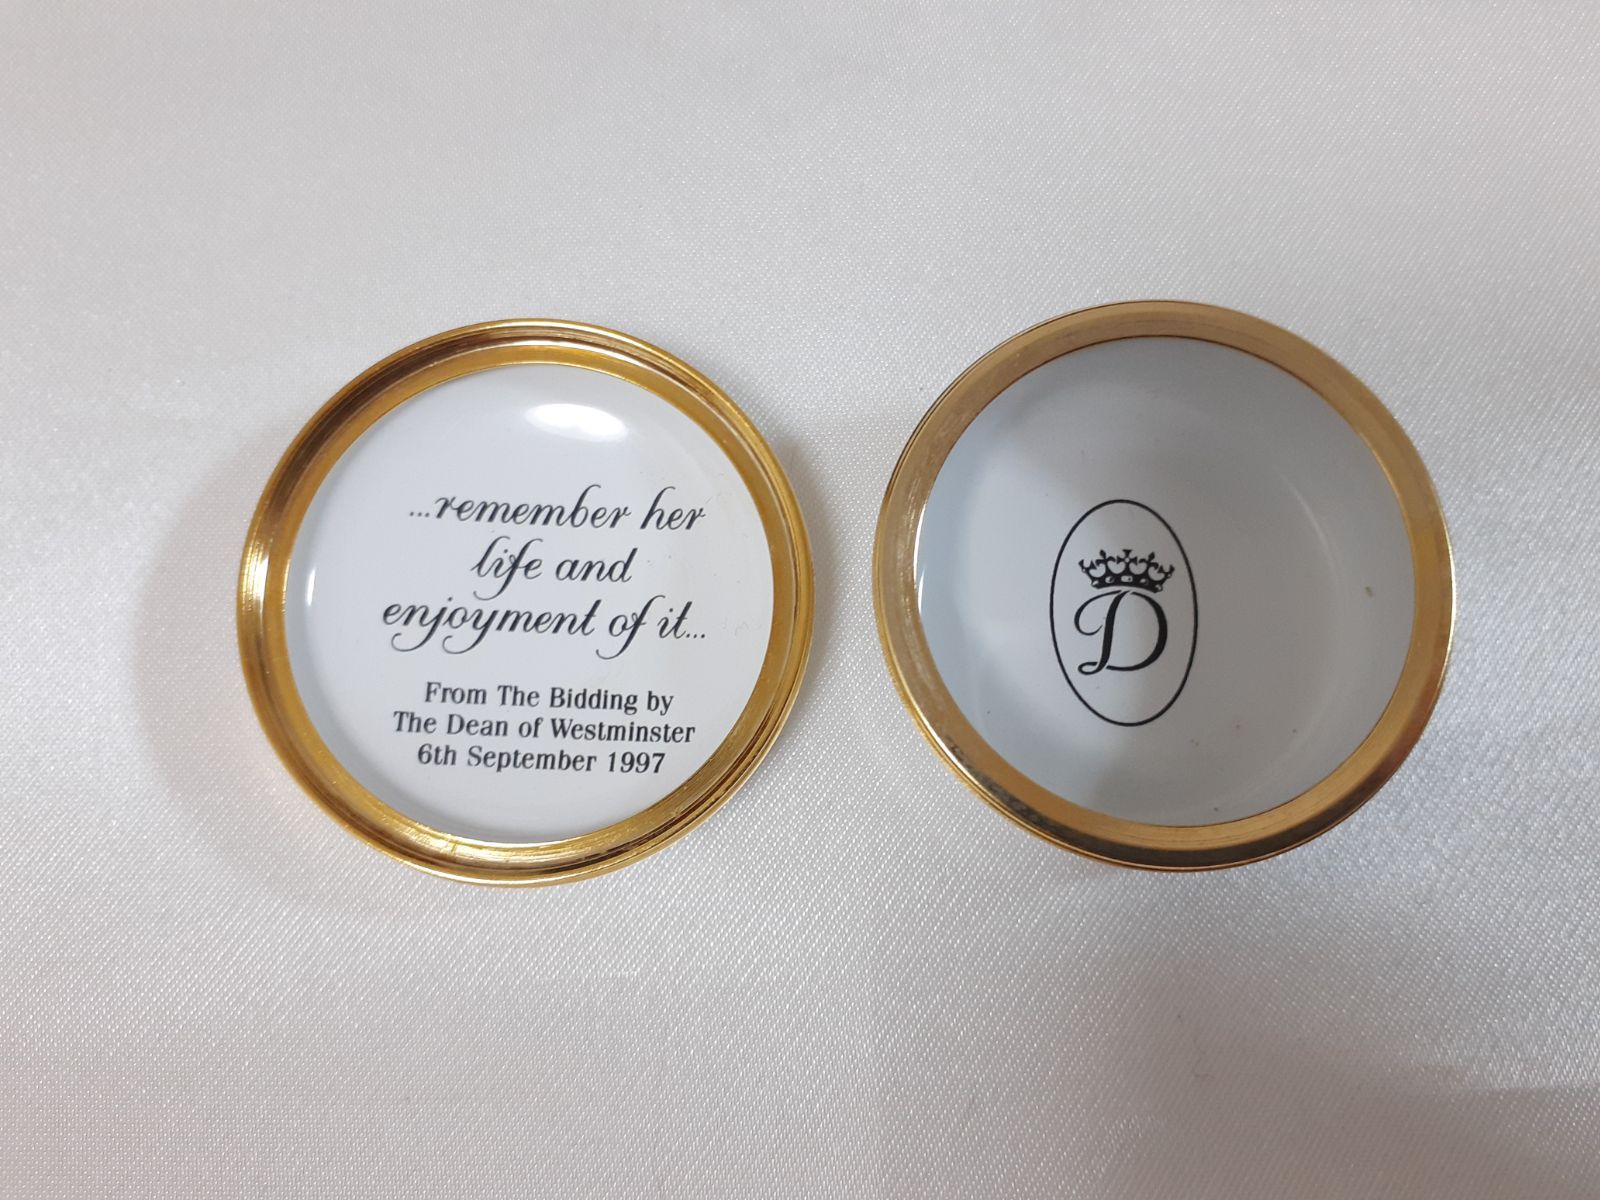 ...remember her
life and
enjoyment of it...
From The Bidding by
The Dean of Westminster
6th September 1997
D